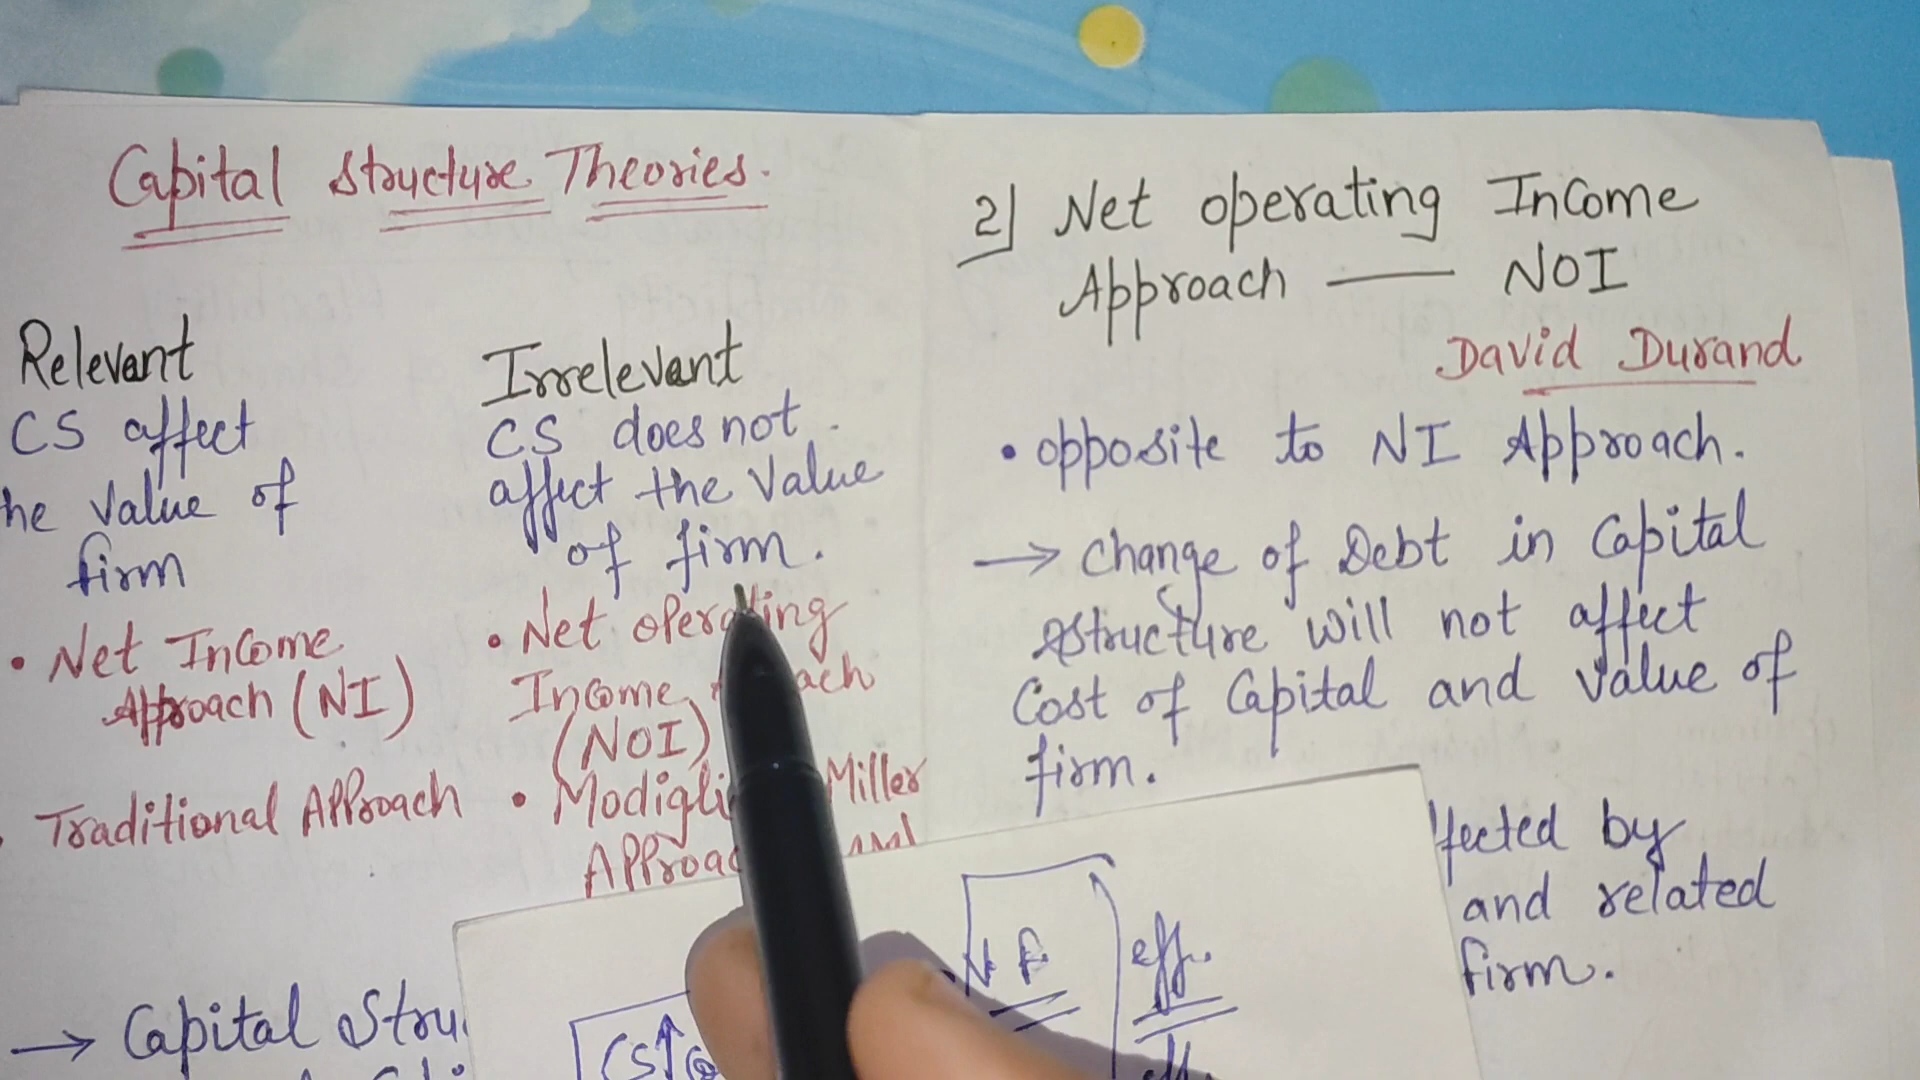 Capital Structure Theories.
Relevant
CS affect
he Value of
firm
• Net Income
Approach (NI)
Traditional Approach
Irrelevant
CS does not
affect the Value
of firm.
• Net operating
Income
(NOI)
• Miller
→ Capital
2) Net operating Income
Approach — NOI
David Durand
• opposite to NI Approach.
→ Change of Debt in Capital
Structure will not affect
Cost of Capital and Value of
firm.
by
and related
firm.
eff.
CS↑